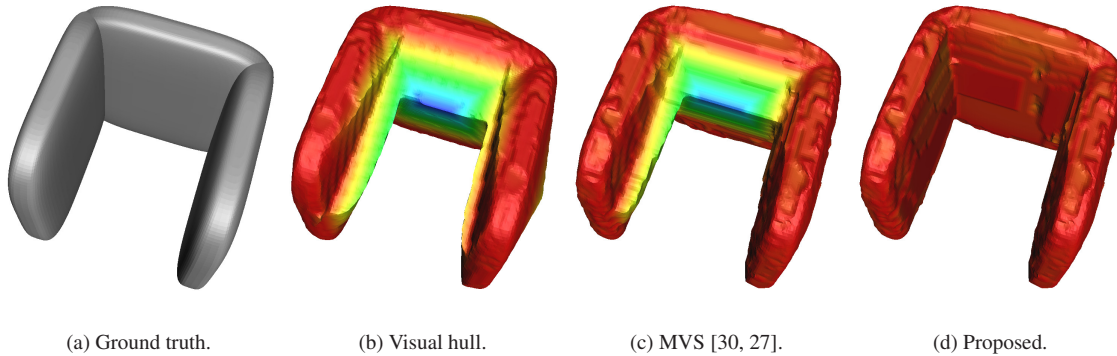 (a) Ground truth.
(b) Visual hull.
(c) MVS [30, 27].
(d) Proposed.